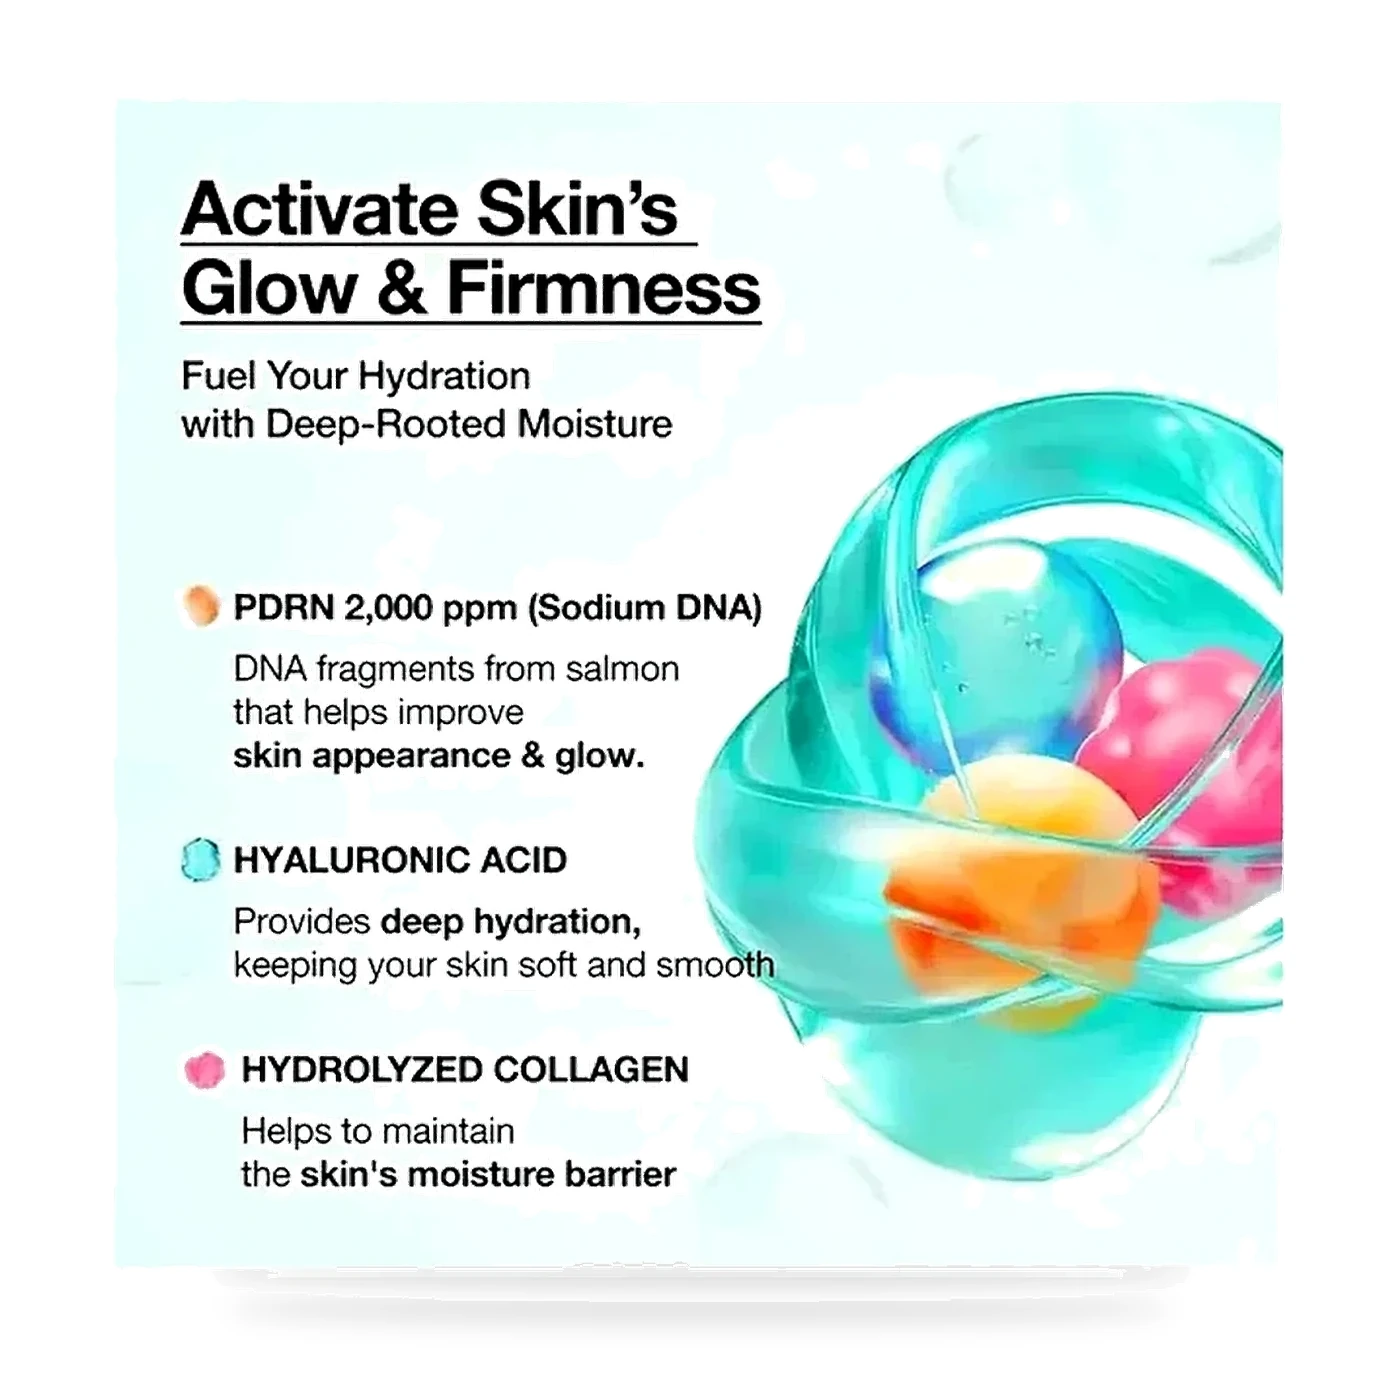 Activate Skin’s
Glow & Firmness
Fuel Your Hydration
with Deep-Rooted Moisture
PDRN 2,000 ppm (Sodium DNA)
DNA fragments from salmon
that helps improve
skin appearance & glow.
HYALURONIC ACID
Provides deep hydration,
keeping your skin soft and smooth
HYDROLYZED COLLAGEN
Helps to maintain
the skin's moisture barrier